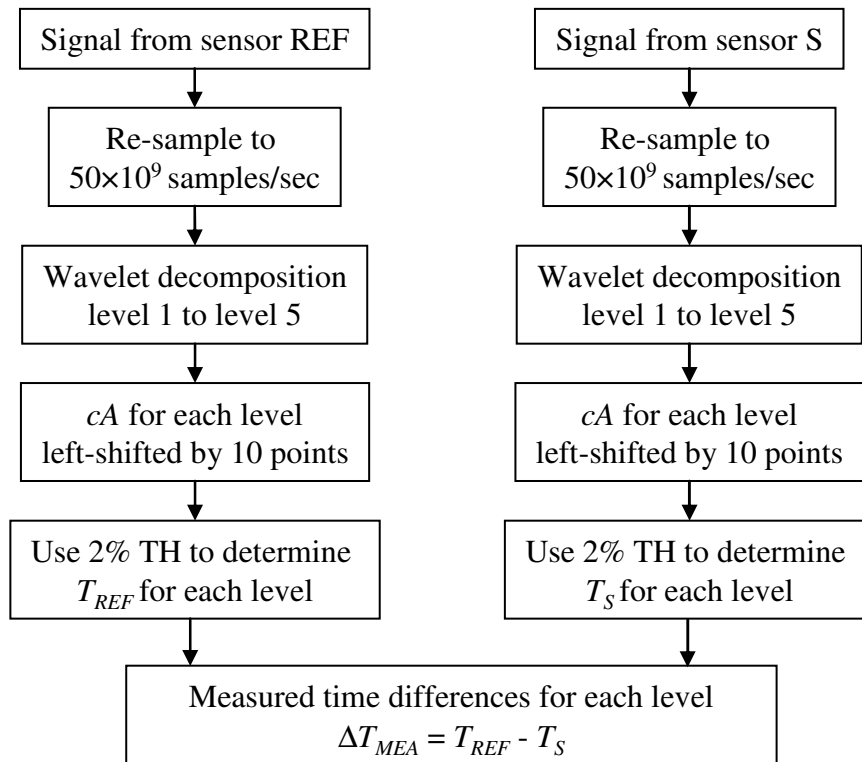 Signal from sensor REF
Re-sample to
50×10⁹ samples/sec
Wavelet decomposition
level 1 to level 5
cA for each level
left-shifted by 10 points
Use 2% TH to determine
T_REF for each level
Signal from sensor S
Re-sample to
50×10⁹ samples/sec
Wavelet decomposition
level 1 to level 5
cA for each level
left-shifted by 10 points
Use 2% TH to determine
T_S for each level
Measured time differences for each level
ΔT_MEA = T_REF - T_S